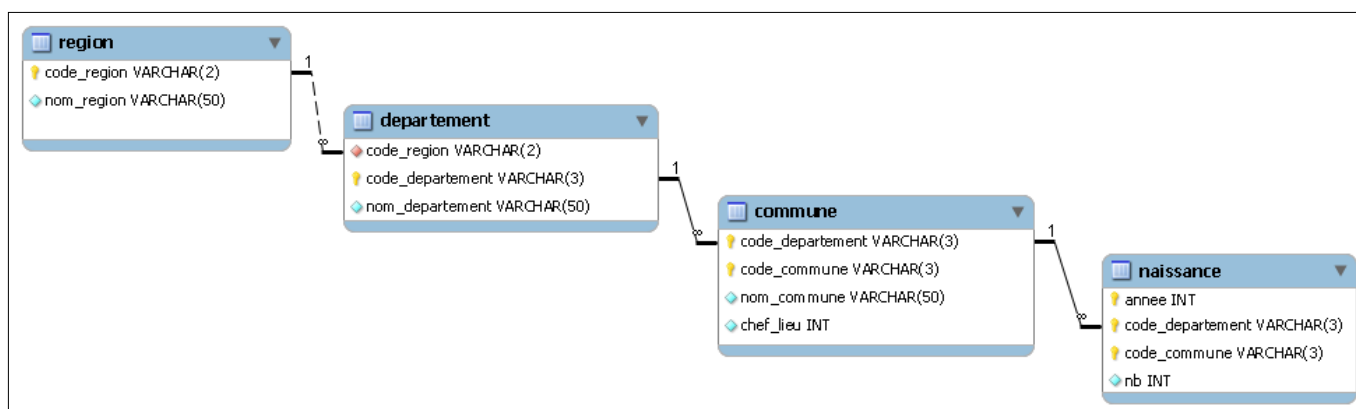 region
code_region VARCHAR(2)
nom_region VARCHAR(50)
1
∞
departement
code_region VARCHAR(2)
code_departement VARCHAR(3)
nom_departement VARCHAR(50)
1
∞
commune
code_departement VARCHAR(3)
code_commune VARCHAR(3)
nom_commune VARCHAR(50)
chef_lieu INT
1
∞
naissance
annee INT
code_departement VARCHAR(3)
code_commune VARCHAR(3)
nb INT